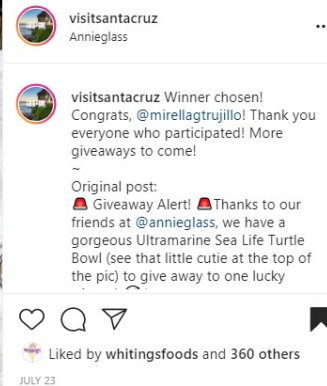 visitsantacruz
Annieglass
visitsantacruz Winner chosen!
Congrats, @mirellagtrujillo! Thank you
everyone who participated! More
giveaways to come!
~
Original post:
🚨 Giveaway Alert! 🚨Thanks to our
friends at @annieglass, we have a
gorgeous Ultramarine Sea Life Turtle
Bowl (see that little cutie at the top of
the pic) to give away to one lucky
Liked by whitingsfoods and 360 others
JULY 23